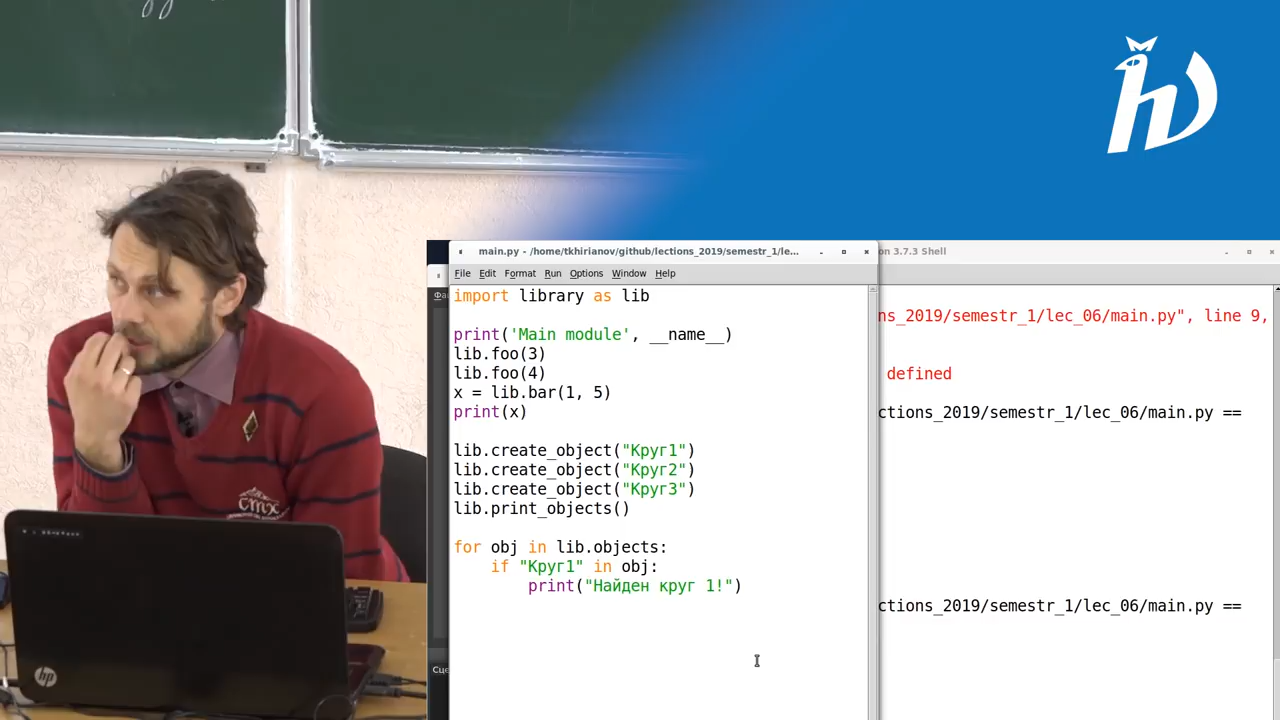 main.py - /home/tkhirianov/github/lections_2019/semestr_1/le...
File Edit Format Run Options Window Help
import library as lib
print('Main module', __name__)
lib.foo(3)
lib.foo(4)
x = lib.bar(1, 5)
print(x)
lib.create_object("Круг1")
lib.create_object("Круг2")
lib.create_object("Круг3")
lib.print_objects()
for obj in lib.objects:
if "Круг1" in obj:
print("Найден круг 1!")
on 3.7.3 Shell
ns_2019/semestr_1/lec_06/main.py", line 9,
defined
ctions_2019/semestr_1/lec_06/main.py ==
ctions_2019/semestr_1/lec_06/main.py ==
Сце
hp
стх